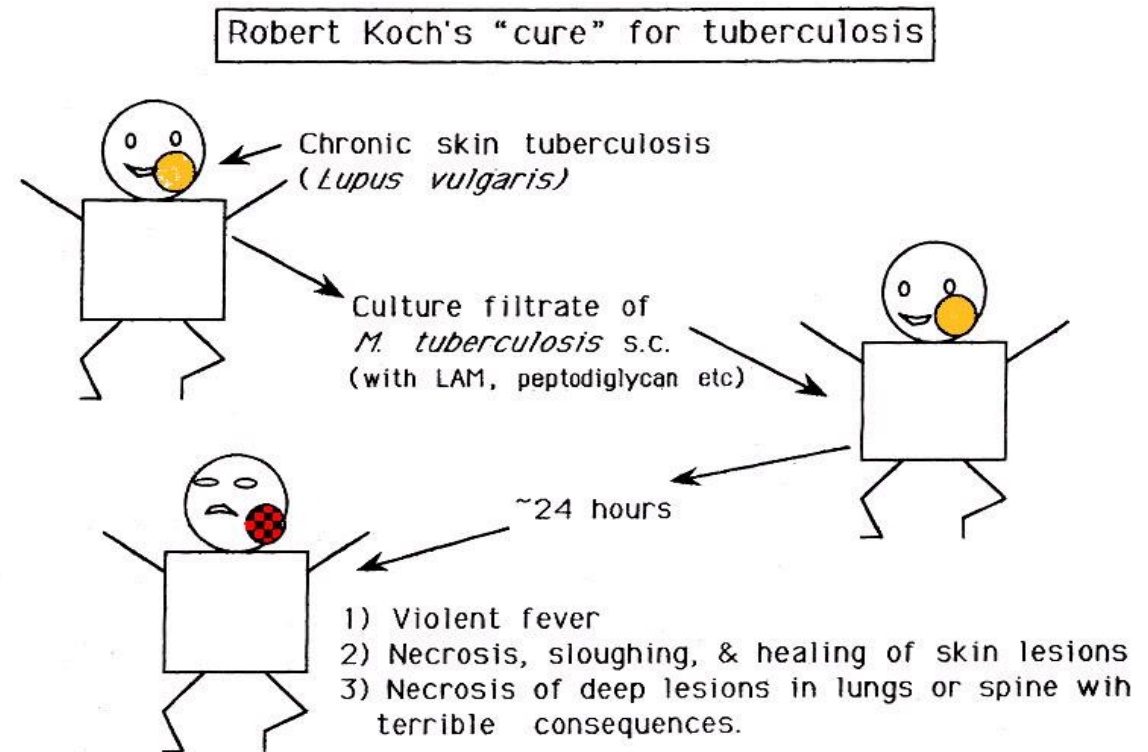 Robert Koch's “cure” for tuberculosis
Chronic skin tuberculosis
(Lupus vulgaris)
Culture filtrate of
M. tuberculosis s.c.
(with LAM, peptodiglycan etc)
~24 hours
1) Violent fever
2) Necrosis, sloughing, & healing of skin lesions
3) Necrosis of deep lesions in lungs or spine wih
terrible consequences.